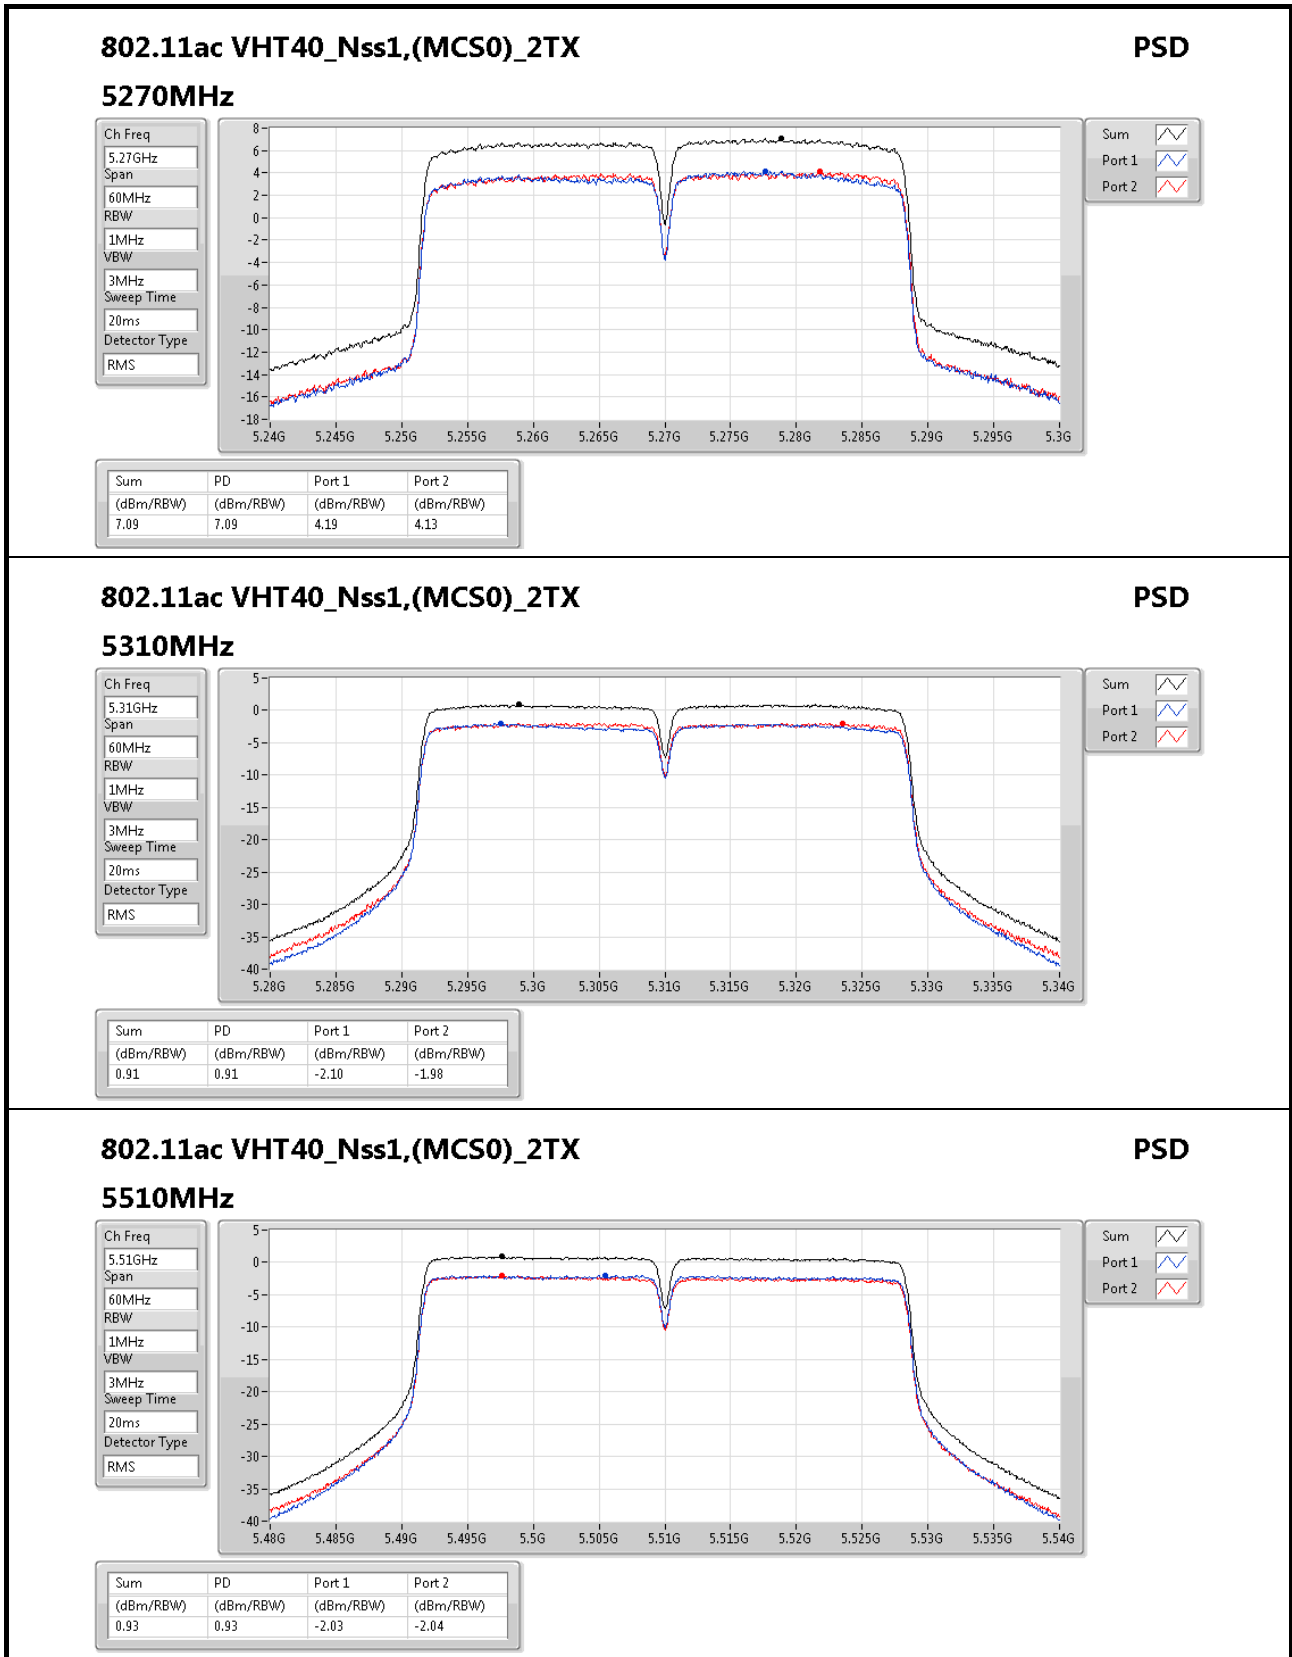 802.11ac VHT40_Nss1,(MCS0)_2TX PSD
5270MHz
Ch Freq
5.27GHz
Span
60MHz
RBW
1MHz
VBW
3MHz
Sweep Time
20ms
Detector Type
RMS
8
6
4
2
0
-2
-4
-6
-8
-10
-12
-14
-16
-18
5.24G 5.245G 5.25G 5.255G 5.26G 5.265G 5.27G 5.275G 5.28G 5.285G 5.29G 5.295G 5.3G
Sum
Port 1
Port 2
Sum PD Port 1 Port 2
(dBm/RBW) (dBm/RBW) (dBm/RBW) (dBm/RBW)
7.09 7.09 4.19 4.13
802.11ac VHT40_Nss1,(MCS0)_2TX PSD
5310MHz
Ch Freq
5.31GHz
Span
60MHz
RBW
1MHz
VBW
3MHz
Sweep Time
20ms
Detector Type
RMS
5
0
-5
-10
-15
-20
-25
-30
-35
-40
5.28G 5.285G 5.29G 5.295G 5.3G 5.305G 5.31G 5.315G 5.32G 5.325G 5.33G 5.335G 5.34G
Sum
Port 1
Port 2
Sum PD Port 1 Port 2
(dBm/RBW) (dBm/RBW) (dBm/RBW) (dBm/RBW)
0.91 0.91 -2.10 -1.98
802.11ac VHT40_Nss1,(MCS0)_2TX PSD
5510MHz
Ch Freq
5.51GHz
Span
60MHz
RBW
1MHz
VBW
3MHz
Sweep Time
20ms
Detector Type
RMS
5
0
-5
-10
-15
-20
-25
-30
-35
-40
5.48G 5.485G 5.49G 5.495G 5.5G 5.505G 5.51G 5.515G 5.52G 5.525G 5.53G 5.535G 5.54G
Sum
Port 1
Port 2
Sum PD Port 1 Port 2
(dBm/RBW) (dBm/RBW) (dBm/RBW) (dBm/RBW)
0.93 0.93 -2.03 -2.04